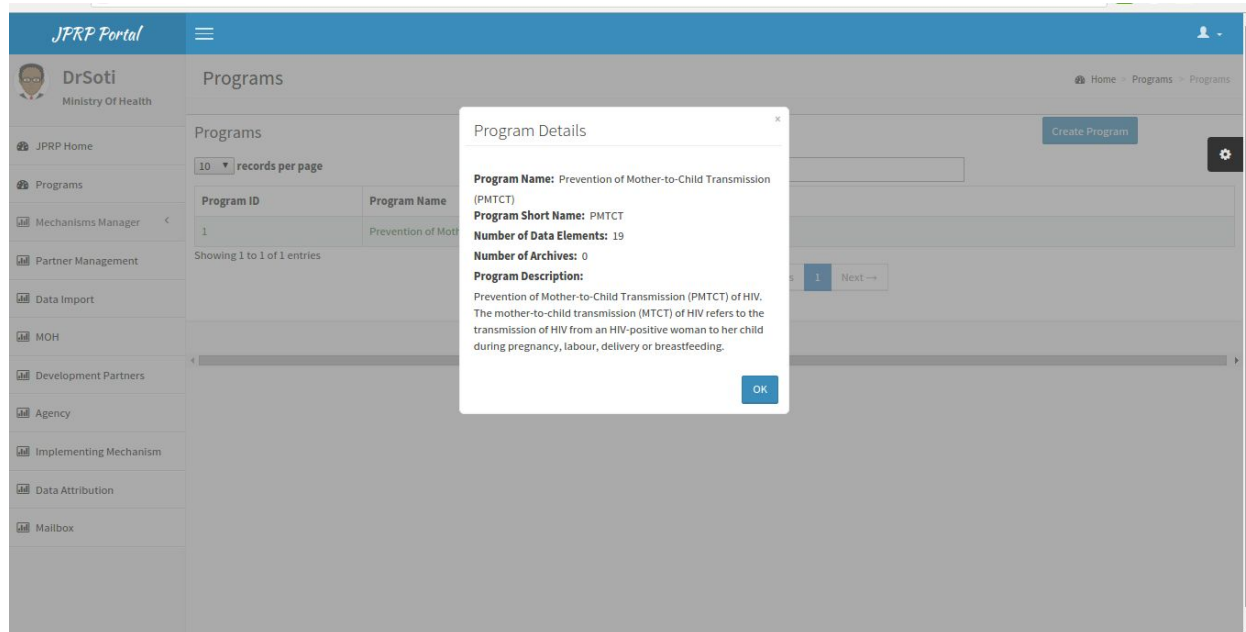 JPRP Portal
DrSoti
Ministry Of Health
JPRP Home
Programs
Mechanisms Manager
Partner Management
Data Import
MOH
Development Partners
Agency
Implementing Mechanism
Data Attribution
Mailbox
Programs
Home > Programs > Programs
Programs
Create Program
10 records per page
Program ID Program Name
1 Prevention of
Showing 1 to 1 of 1 entries
1 Next →
Program Details
×
Program Name: Prevention of Mother-to-Child Transmission
(PMTCT)
Program Short Name: PMTCT
Number of Data Elements: 19
Number of Archives: 0
Program Description:
Prevention of Mother-to-Child Transmission (PMTCT) of HIV.
The mother-to-child transmission (MTCT) of HIV refers to the
transmission of HIV from an HIV-positive woman to her child
during pregnancy, labour, delivery or breastfeeding.
OK